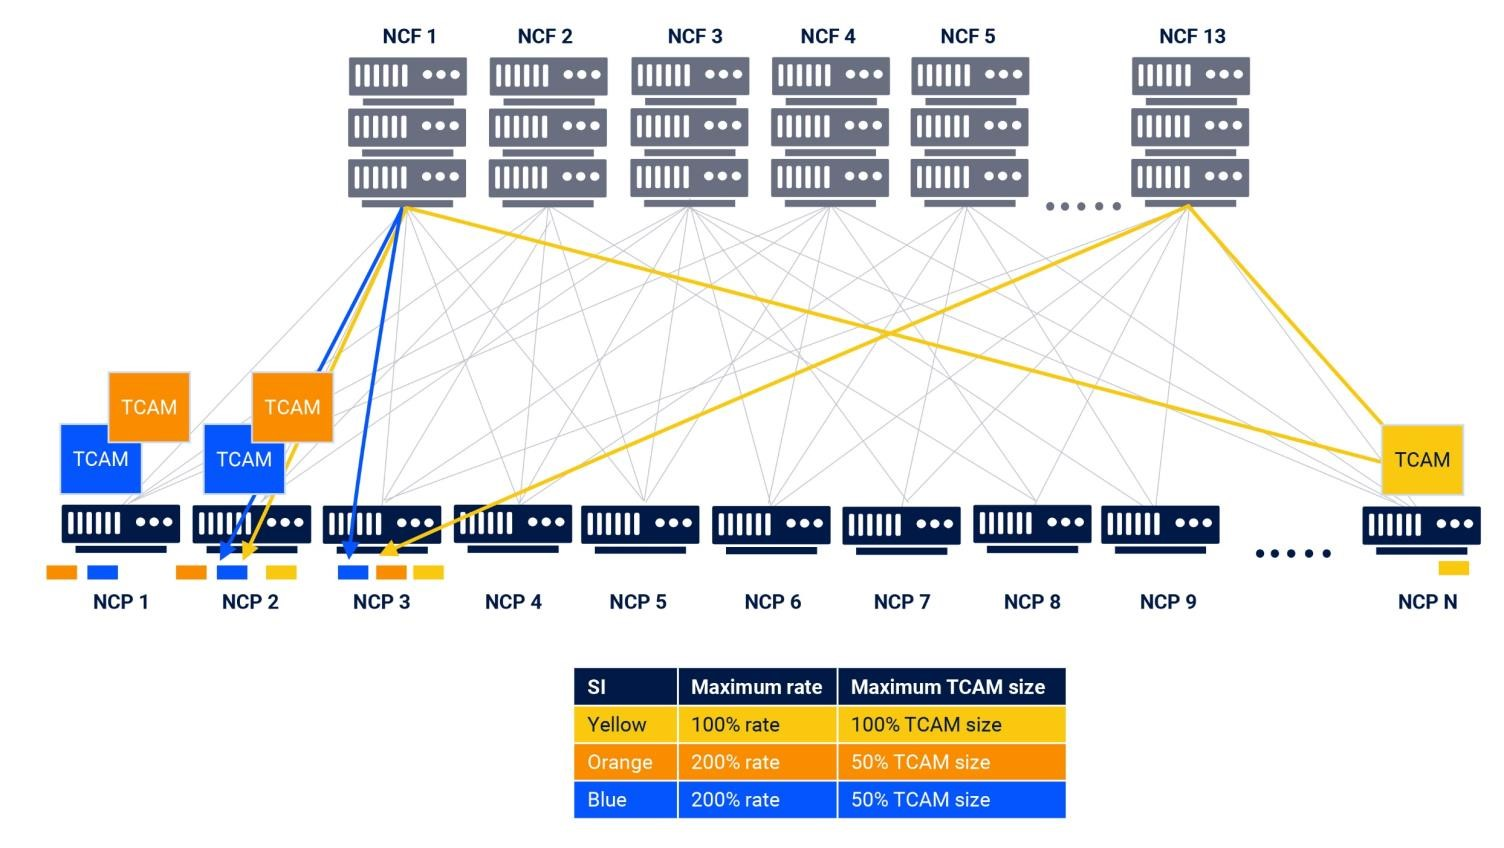 NCF 1
NCF 2
NCF 3
NCF 4
NCF 5
NCF 13
TCAM
TCAM
TCAM
TCAM
TCAM
NCP 1
NCP 2
NCP 3
NCP 4
NCP 5
NCP 6
NCP 7
NCP 8
NCP 9
NCP N
SI Maximum rate Maximum TCAM size
Yellow 100% rate 100% TCAM size
Orange 200% rate 50% TCAM size
Blue 200% rate 50% TCAM size